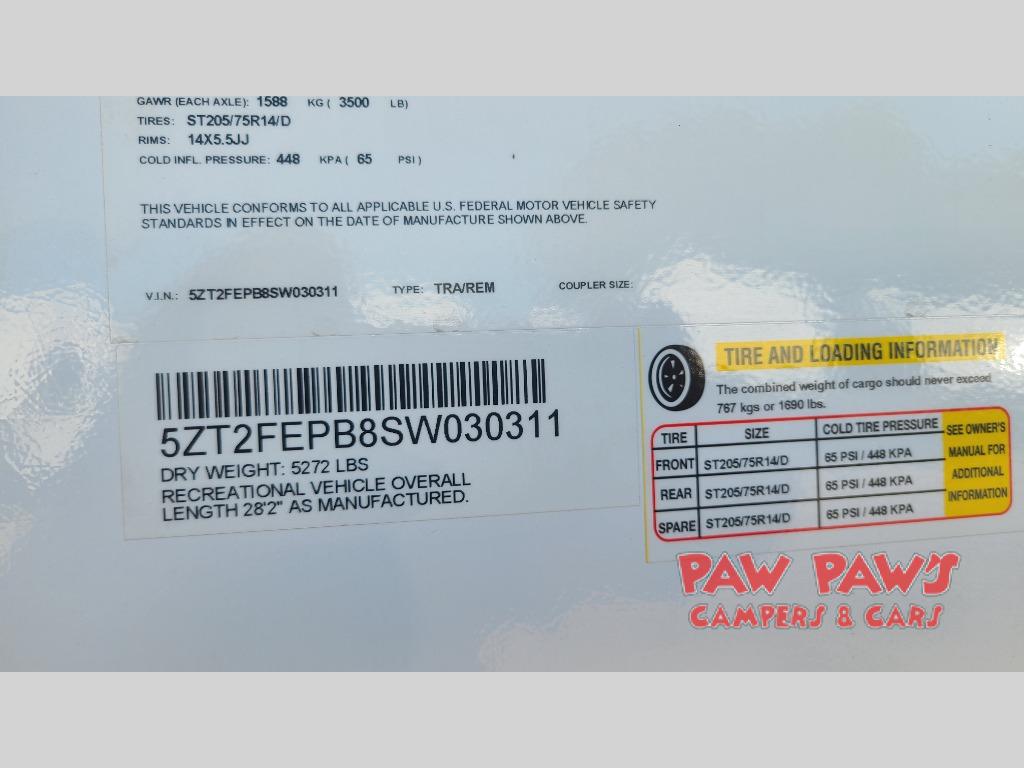 GAWR (EACH AXLE): 1588 KG ( 3500 LB)
TIRES: ST205/75R14/D
RIMS: 14X5.5JJ
COLD INFL. PRESSURE: 448 KPA ( 65 PSI )
THIS VEHICLE CONFORMS TO ALL APPLICABLE U.S. FEDERAL MOTOR VEHICLE SAFETY
STANDARDS IN EFFECT ON THE DATE OF MANUFACTURE SHOWN ABOVE.
V.I.N.: 5ZT2FEPB8SW030311 TYPE: TRA/REM COUPLER SIZE:
5ZT2FEPB8SW030311
DRY WEIGHT: 5272 LBS
RECREATIONAL VEHICLE OVERALL
LENGTH 28'2" AS MANUFACTURED.
TIRE AND LOADING INFORMATION
The combined weight of cargo should never exceed
767 kgs or 1690 lbs.
TIRE SIZE COLD TIRE PRESSURE
FRONT ST205/75R14/D 65 PSI / 448 KPA
REAR ST205/75R14/D 65 PSI / 448 KPA
SPARE ST205/75R14/D 65 PSI / 448 KPA
SEE OWNER'S
MANUAL FOR
ADDITIONAL
INFORMATION
PAW PAW'S
CAMPERS & CARS